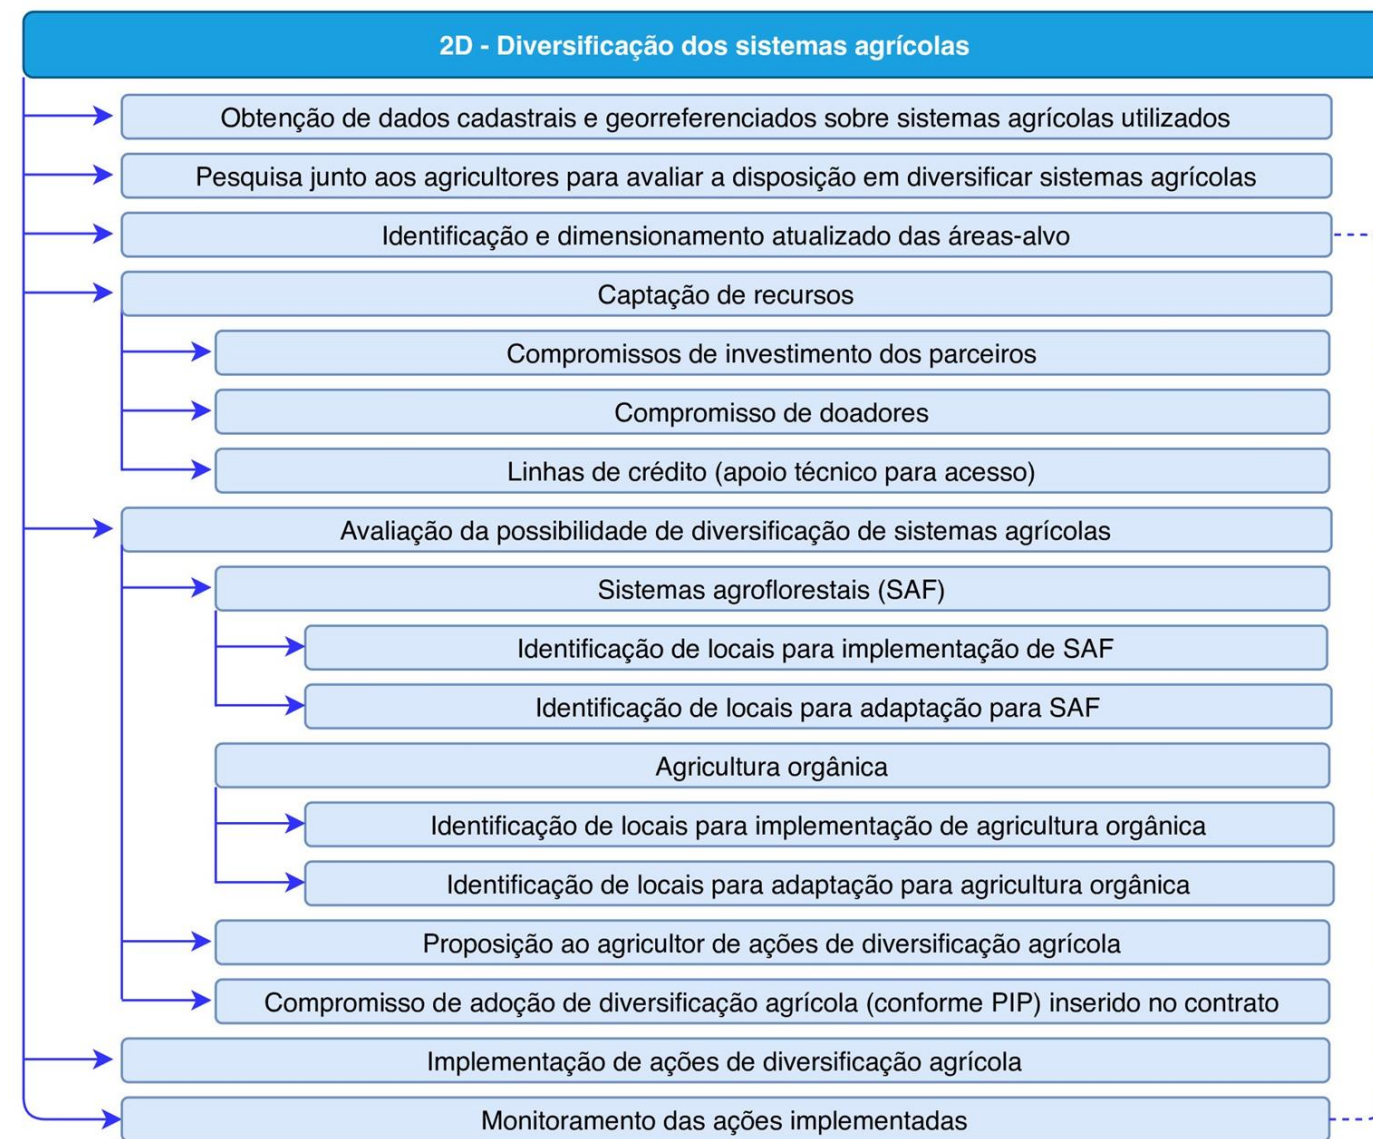 2D - Diversificação dos sistemas agrícolas
Obtenção de dados cadastrais e georreferenciados sobre sistemas agrícolas utilizados
Pesquisa junto aos agricultores para avaliar a disposição em diversificar sistemas agrícolas
Identificação e dimensionamento atualizado das áreas-alvo
Captação de recursos
Compromissos de investimento dos parceiros
Compromisso de doadores
Linhas de crédito (apoio técnico para acesso)
Avaliação da possibilidade de diversificação de sistemas agrícolas
Sistemas agroflorestais (SAF)
Identificação de locais para implementação de SAF
Identificação de locais para adaptação para SAF
Agricultura orgânica
Identificação de locais para implementação de agricultura orgânica
Identificação de locais para adaptação para agricultura orgânica
Proposição ao agricultor de ações de diversificação agrícola
Compromisso de adoção de diversificação agrícola (conforme PIP) inserido no contrato
Implementação de ações de diversificação agrícola
Monitoramento das ações implementadas